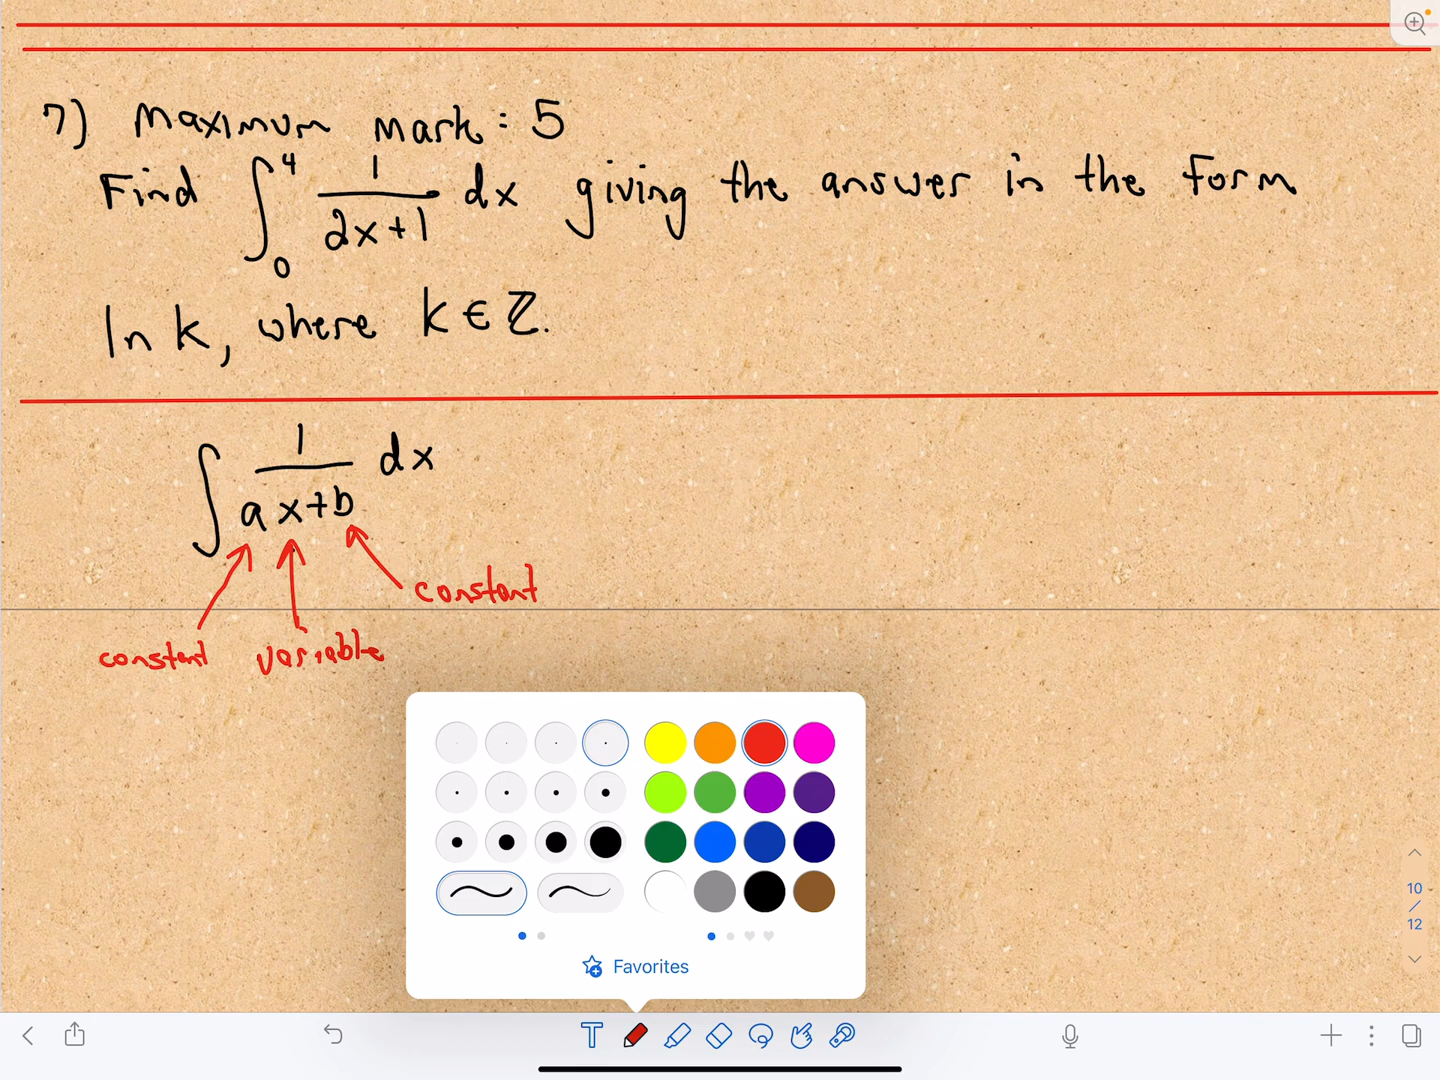 7) Maximum mark: 5
Find ∫₀⁴ 1/(2x+1) dx giving the answer in the form
ln k, where k ∈ ℤ.
∫ 1/(ax+b) dx
constant
constant variable
10
/
12
Favorites
T